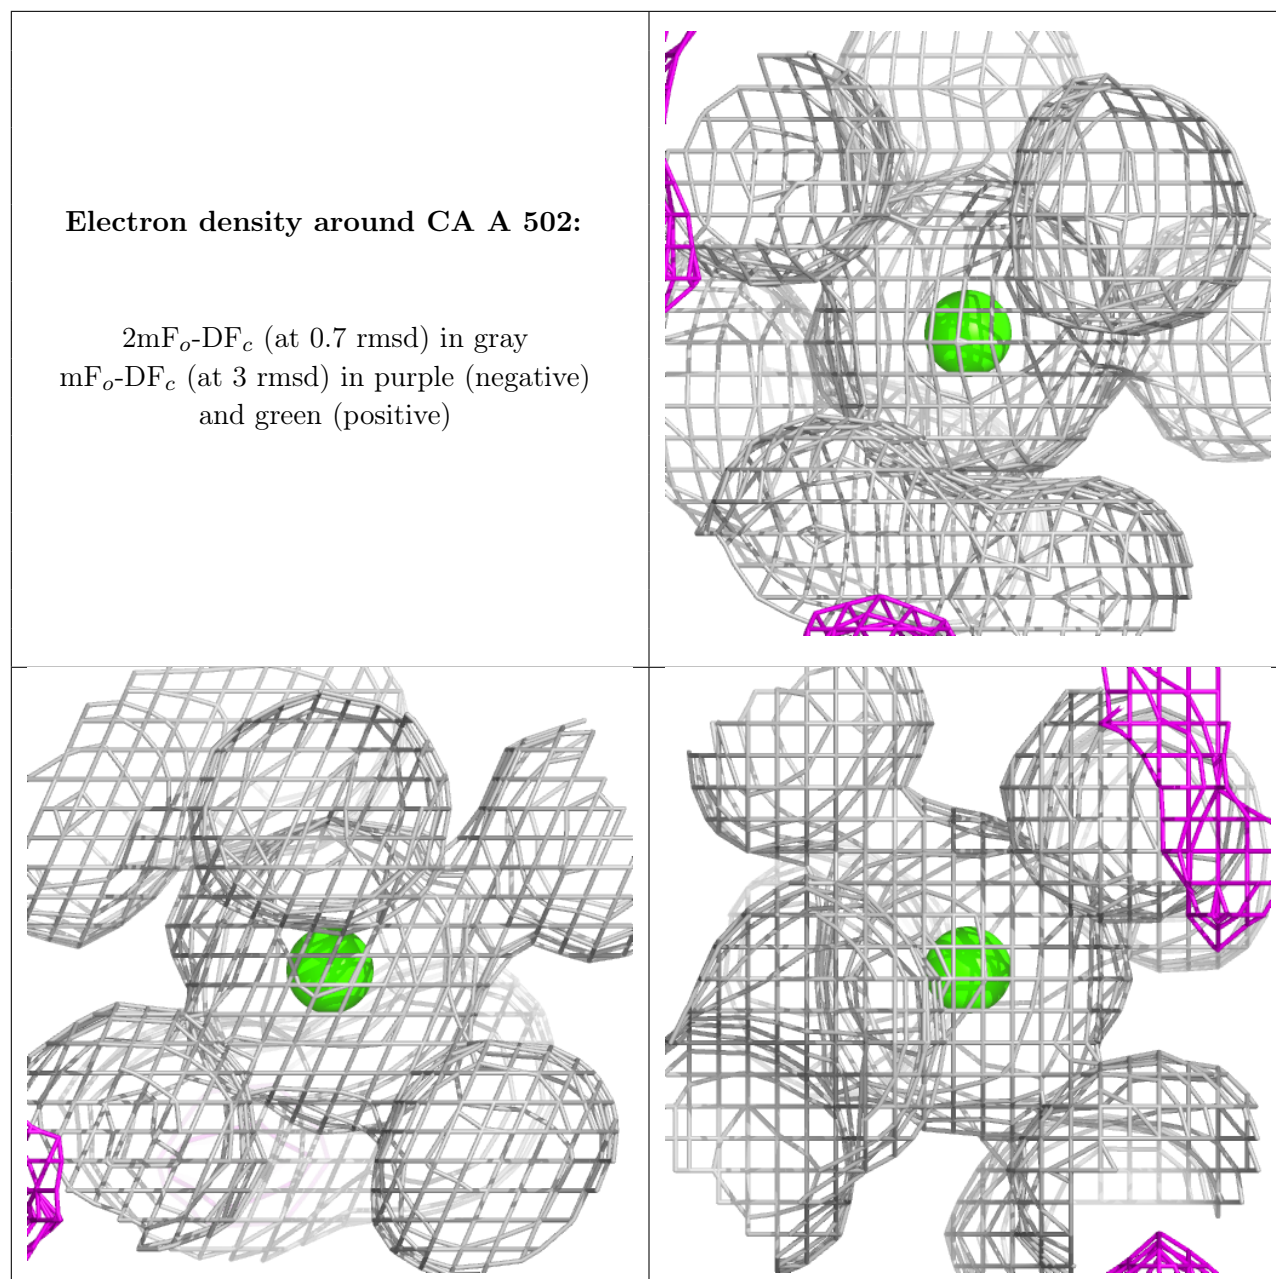 Electron density around CA A 502:
2mFo-DFc (at 0.7 rmsd) in gray
mFo-DFc (at 3 rmsd) in purple (negative)
and green (positive)